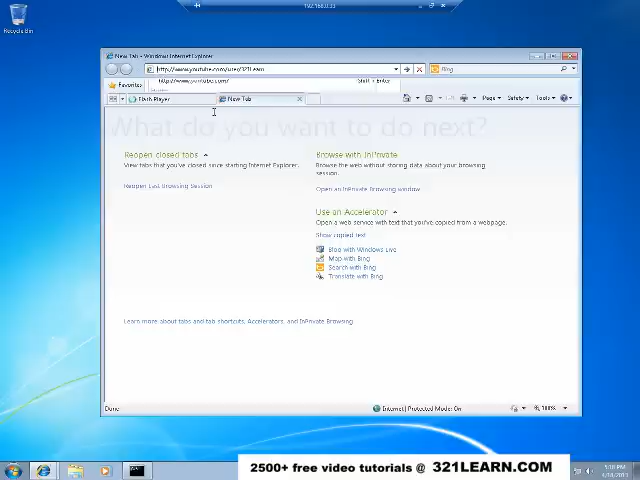 192.168.0.33
Recycle Bin
New Tab - Windows Internet Explorer
http://www.youtube.com/user/321Learn
Bing
http://www.youtube.com/
Shift + Enter
Favorites
Flash Player
New Tab
Page
Safety
Tools
What do you want to do next?
Reopen closed tabs
View tabs that you've closed since starting Internet Explorer.
Reopen Last Browsing Session
Browse with InPrivate
Browse the web without storing data about your browsing
session.
Open an InPrivate Browsing window
Use an Accelerator
Open a web service with text that you've copied from a webpage.
Show copied text
Blog with Windows Live
Map with Bing
Search with Bing
Translate with Bing
Learn more about tabs and tab shortcuts, Accelerators, and InPrivate Browsing.
Done
Internet | Protected Mode: On
100%
2500+ free video tutorials @ 321LEARN.COM